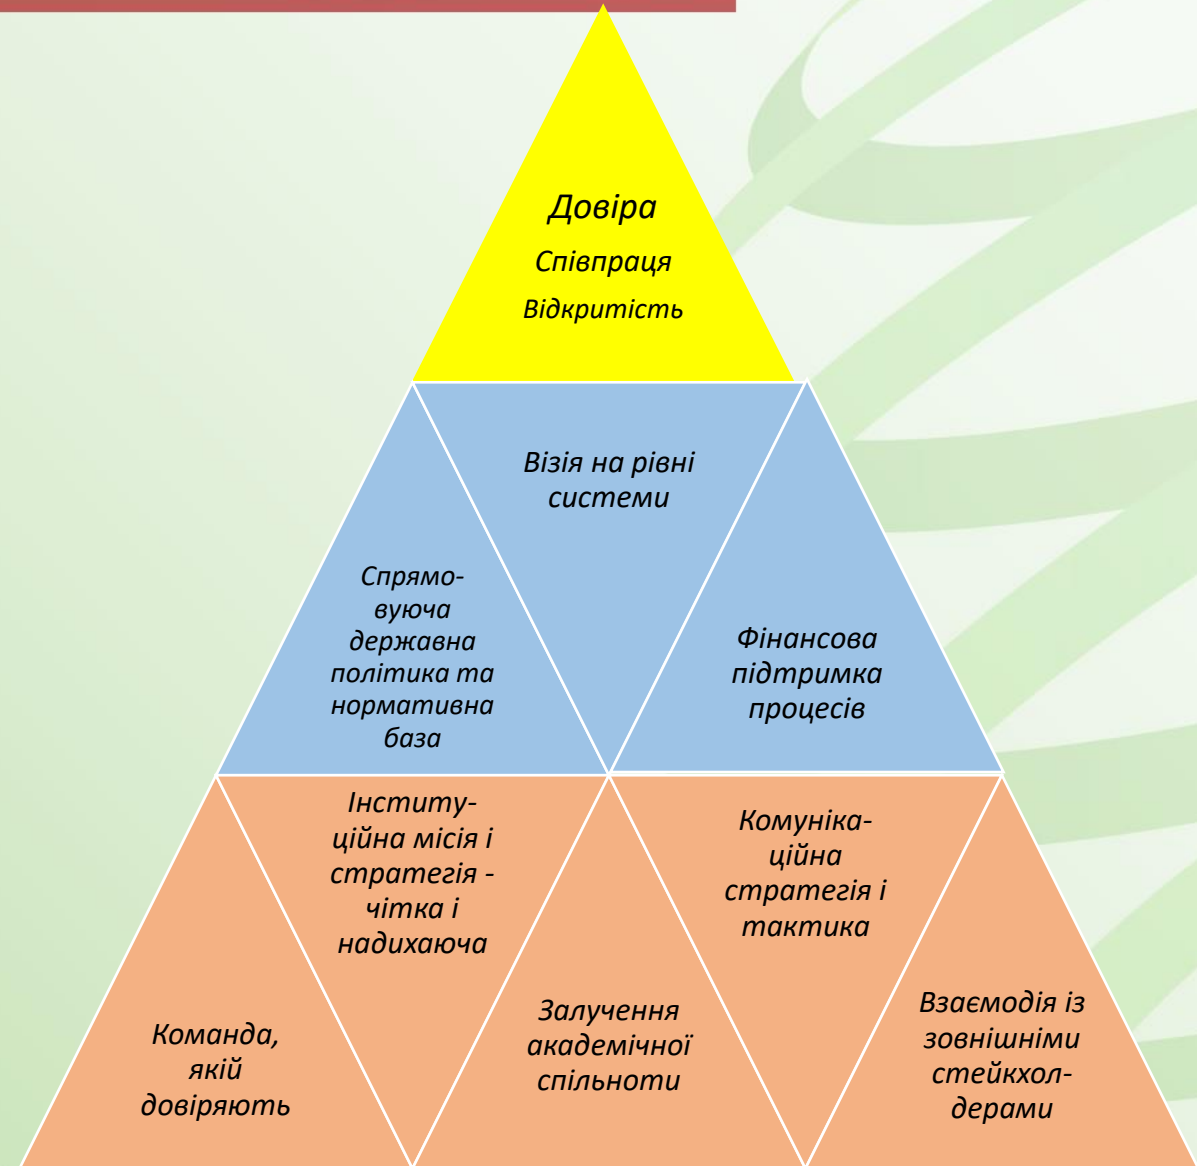 Довіра
Співпраця
Відкритість
Візія на рівні
системи
Спрямо-
вуюча
державна
політика та
нормативна
база
Фінансова
підтримка
процесів
Інститу-
ційна місія і
стратегія -
чітка і
надихаюча
Комуніка-
ційна
стратегія і
тактика
Команда,
якій
довіряють
Залучення
академічної
спільноти
Взаємодія із
зовнішніми
стейкхол-
дерами